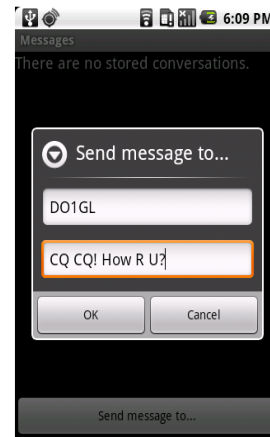 6:09 PM
Messages
There are no stored conversations.
Send message to...
DO1GL
CQ CQ! How R U?
OK
Cancel
Send message to...